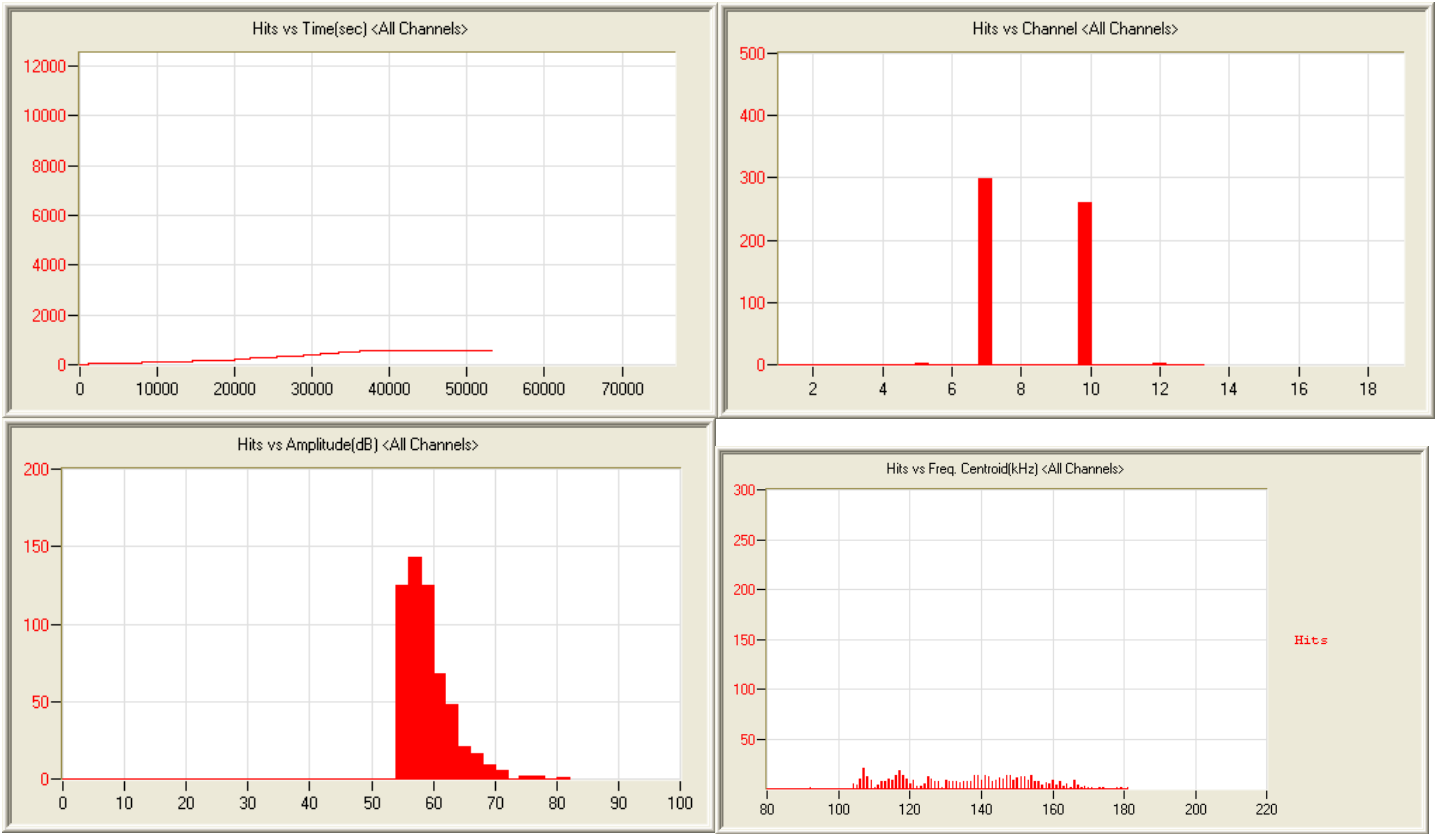 Hits vs Time(sec) <All Channels>
12000
10000
8000
6000
4000
2000
0
0 10000 20000 30000 40000 50000 60000 70000
Hits vs Channel <All Channels>
500
400
300
200
100
0
2 4 6 8 10 12 14 16 18
Hits vs Amplitude(dB) <All Channels>
200
150
100
50
0
0 10 20 30 40 50 60 70 80 90 100
Hits vs Freq. Centroid(kHz) <All Channels>
300
250
200
150
100
50
80 100 120 140 160 180 200 220
Hits